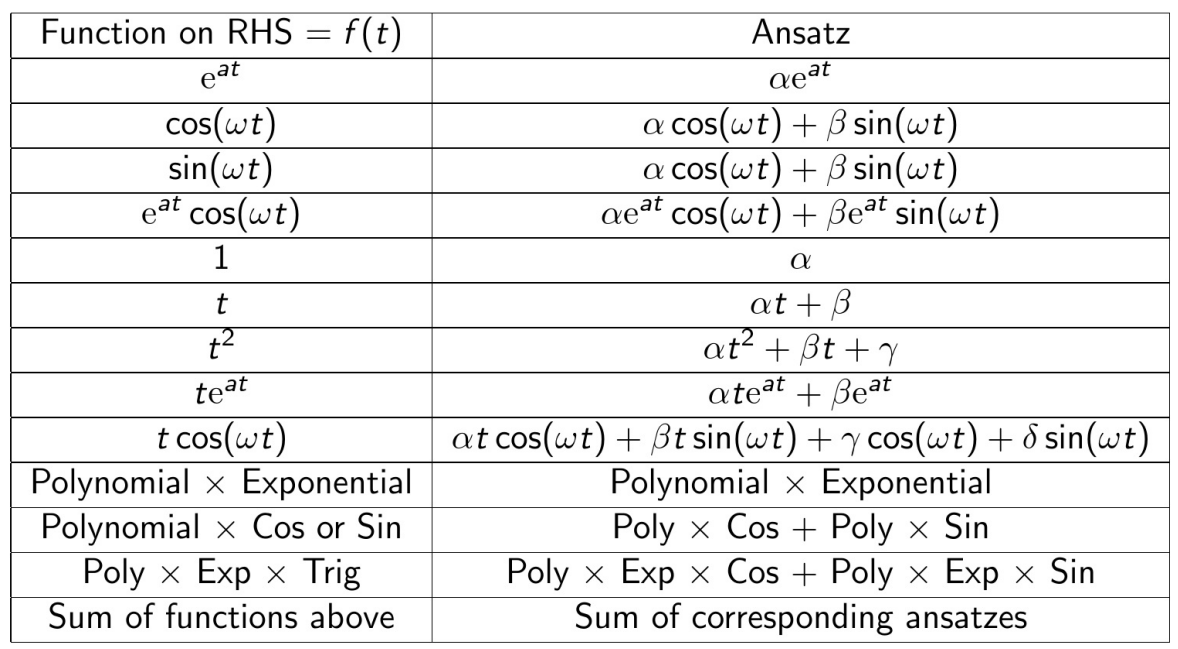 Function on RHS = f(t) Ansatz
e^{at} αe^{at}
cos(ωt) α cos(ωt) + β sin(ωt)
sin(ωt) α cos(ωt) + β sin(ωt)
e^{at} cos(ωt) αe^{at} cos(ωt) + βe^{at} sin(ωt)
1 α
t αt + β
t² αt² + βt + γ
te^{at} αte^{at} + βe^{at}
t cos(ωt) αt cos(ωt) + βt sin(ωt) + γ cos(ωt) + δ sin(ωt)
Polynomial × Exponential Polynomial × Exponential
Polynomial × Cos or Sin Poly × Cos + Poly × Sin
Poly × Exp × Trig Poly × Exp × Cos + Poly × Exp × Sin
Sum of functions above Sum of corresponding ansatzes